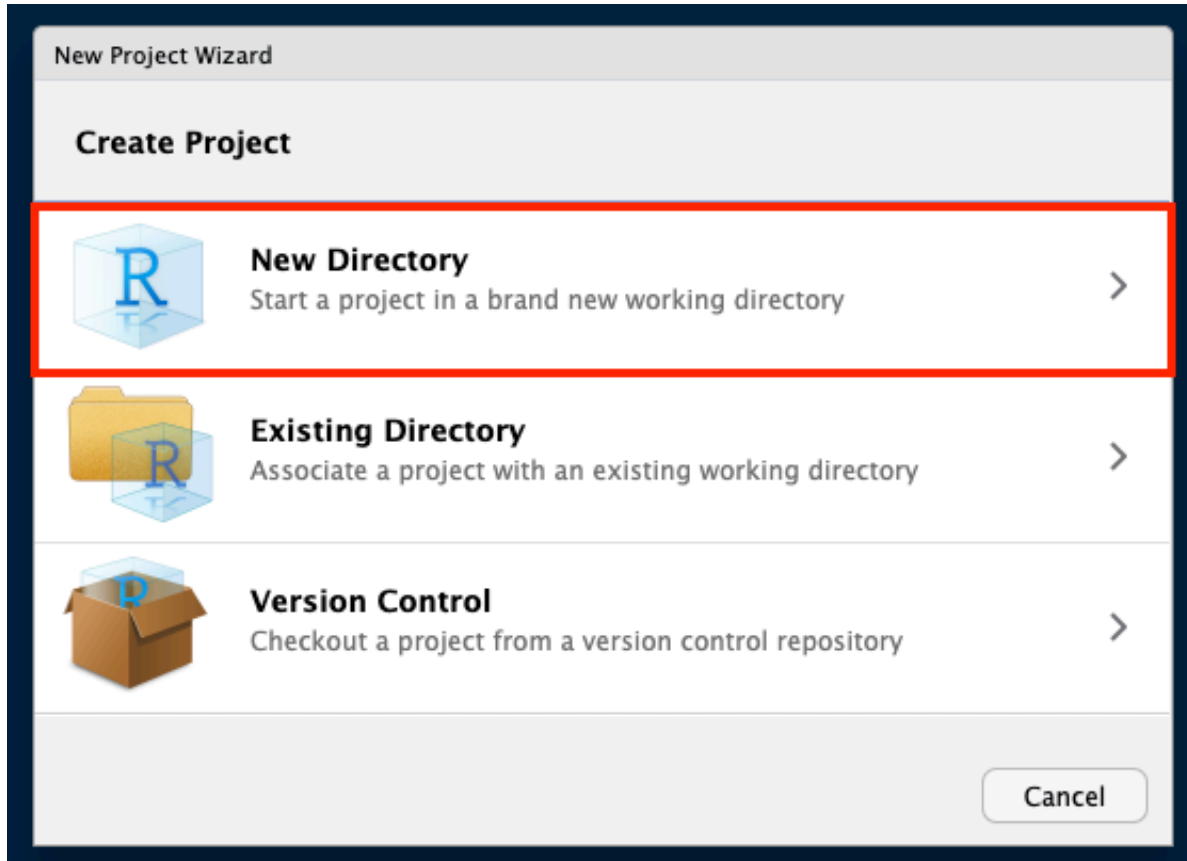 New Project Wizard
Create Project
R
New Directory
Start a project in a brand new working directory
R
Existing Directory
Associate a project with an existing working directory
R
Version Control
Checkout a project from a version control repository
Cancel